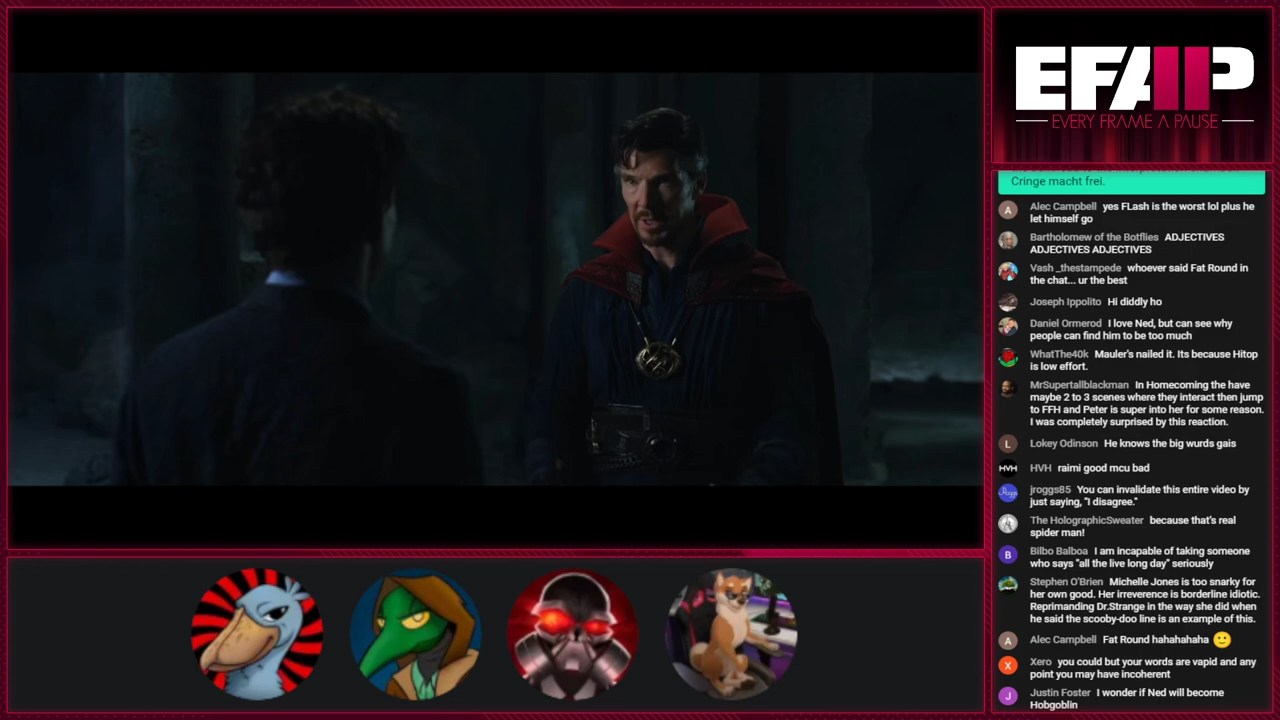 EFAP
EVERY FRAME A PAUSE
Cringe macht frei.
A Alec Campbell yes FLash is the worst lol plus he
let himself go
Bartholomew of the Botflies ADJECTIVES
ADJECTIVES ADJECTIVES
Vash _thestampede whoever said Fat Round in
the chat... ur the best
Joseph Ippolito Hi diddly ho
Daniel Ormerod I love Ned, but can see why
people can find him to be too much
WhatThe40k Mauler's nailed it. Its because Hitop
is low effort.
MrSupertallblackman In Homecoming the have
maybe 2 to 3 scenes where they interact then jump
to FFH and Peter is super into her for some reason.
I was completely surprised by this reaction.
L Lokey Odinson He knows the big wurds gais
HVH HVH raimi good mcu bad
jroggs85 You can invalidate this entire video by
just saying, "I disagree."
The HolographicSweater because that's real
spider man!
B Bilbo Balboa I am incapable of taking someone
who says "all the live long day" seriously
Stephen O'Brien Michelle Jones is too snarky for
her own good. Her irreverence is borderline idiotic.
Reprimanding Dr.Strange in the way she did when
he said the scooby-doo line is an example of this.
A Alec Campbell Fat Round hahahahaha 🙂
X Xero you could but your words are vapid and any
point you may have incoherent
J Justin Foster I wonder if Ned will become
Hobgoblin